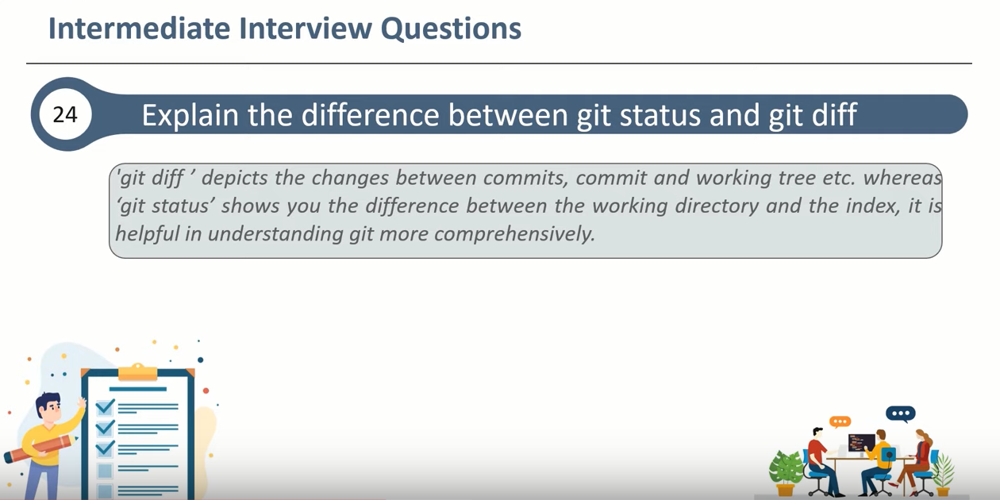 Intermediate Interview Questions
24
Explain the difference between git status and git diff
'git diff ’ depicts the changes between commits, commit and working tree etc. whereas
‘git status’ shows you the difference between the working directory and the index, it is
helpful in understanding git more comprehensively.